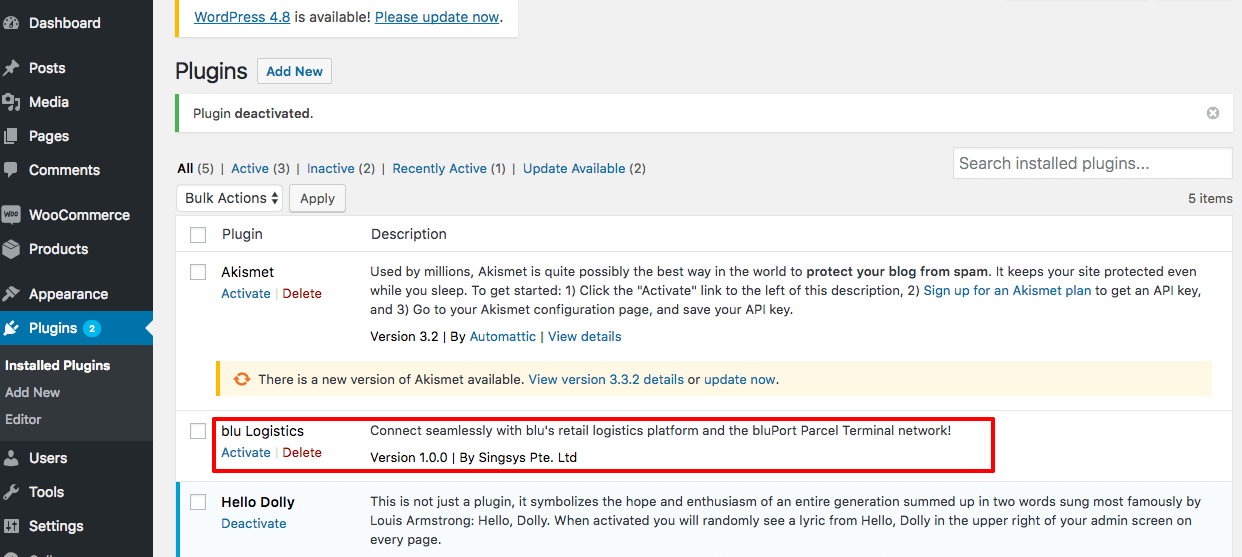 WordPress 4.8 is available! Please update now.
Dashboard
Posts
Media
Pages
Comments
WooCommerce
Products
Appearance
Plugins 2
Installed Plugins
Add New
Editor
Users
Tools
Settings
Plugins Add New
Plugin deactivated.
All (5) | Active (3) | Inactive (2) | Recently Active (1) | Update Available (2)
Search installed plugins...
Bulk Actions Apply
5 items
Plugin Description
Akismet
Activate | Delete
Used by millions, Akismet is quite possibly the best way in the world to protect your blog from spam. It keeps your site protected even
while you sleep. To get started: 1) Click the "Activate" link to the left of this description, 2) Sign up for an Akismet plan to get an API key,
and 3) Go to your Akismet configuration page, and save your API key.
Version 3.2 | By Automattic | View details
There is a new version of Akismet available. View version 3.3.2 details or update now.
blu Logistics
Activate | Delete
Connect seamlessly with blu's retail logistics platform and the bluPort Parcel Terminal network!
Version 1.0.0 | By Singsys Pte. Ltd
Hello Dolly
Deactivate
This is not just a plugin, it symbolizes the hope and enthusiasm of an entire generation summed up in two words sung most famously by
Louis Armstrong: Hello, Dolly. When activated you will randomly see a lyric from Hello, Dolly in the upper right of your admin screen on
every page.